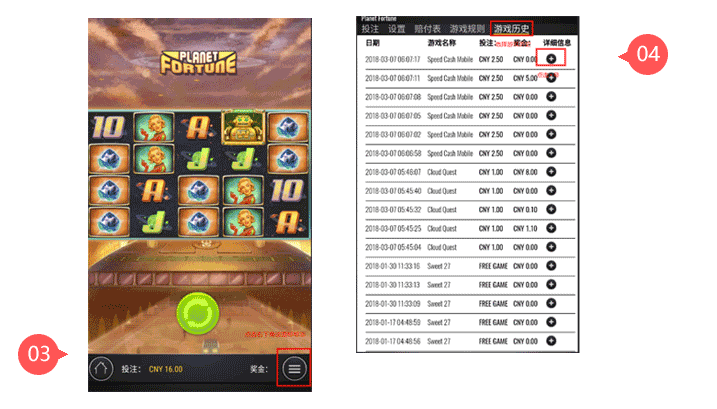 PLANET
FORTUNE
10
A
A
J
J
A
10
J
A
03
投注: CNY 16.00 奖金:
Planet Fortune
投注 设置 赔付表 游戏规则 游戏历史
日期 游戏名称 投注: 奖金: 详细信息
2018-03-07 06:07:17 Speed Cash Mobile CNY 2.50 CNY 0.00
2018-03-07 06:07:11 Speed Cash Mobile CNY 2.50 CNY 5.00
2018-03-07 06:07:08 Speed Cash Mobile CNY 2.50 CNY 0.00
2018-03-07 06:07:05 Speed Cash Mobile CNY 2.50 CNY 0.00
2018-03-07 06:07:02 Speed Cash Mobile CNY 2.50 CNY 0.00
2018-03-07 06:06:58 Speed Cash Mobile CNY 2.50 CNY 0.00
2018-03-07 05:46:07 Cloud Quest CNY 1.00 CNY 8.00
2018-03-07 05:45:40 Cloud Quest CNY 1.00 CNY 0.00
2018-03-07 05:45:32 Cloud Quest CNY 1.00 CNY 0.10
2018-03-07 05:45:25 Cloud Quest CNY 1.00 CNY 1.10
2018-03-07 05:45:04 Cloud Quest CNY 1.00 CNY 0.00
2018-01-30 11:33:16 Sweet 27 FREE GAME CNY 0.00
2018-01-30 11:33:13 Sweet 27 FREE GAME CNY 0.00
2018-01-30 11:33:09 Sweet 27 FREE GAME CNY 0.00
2018-01-17 04:48:59 Sweet 27 FREE GAME CNY 0.00
2018-01-17 04:48:56 Sweet 27 FREE GAME CNY 0.00
04